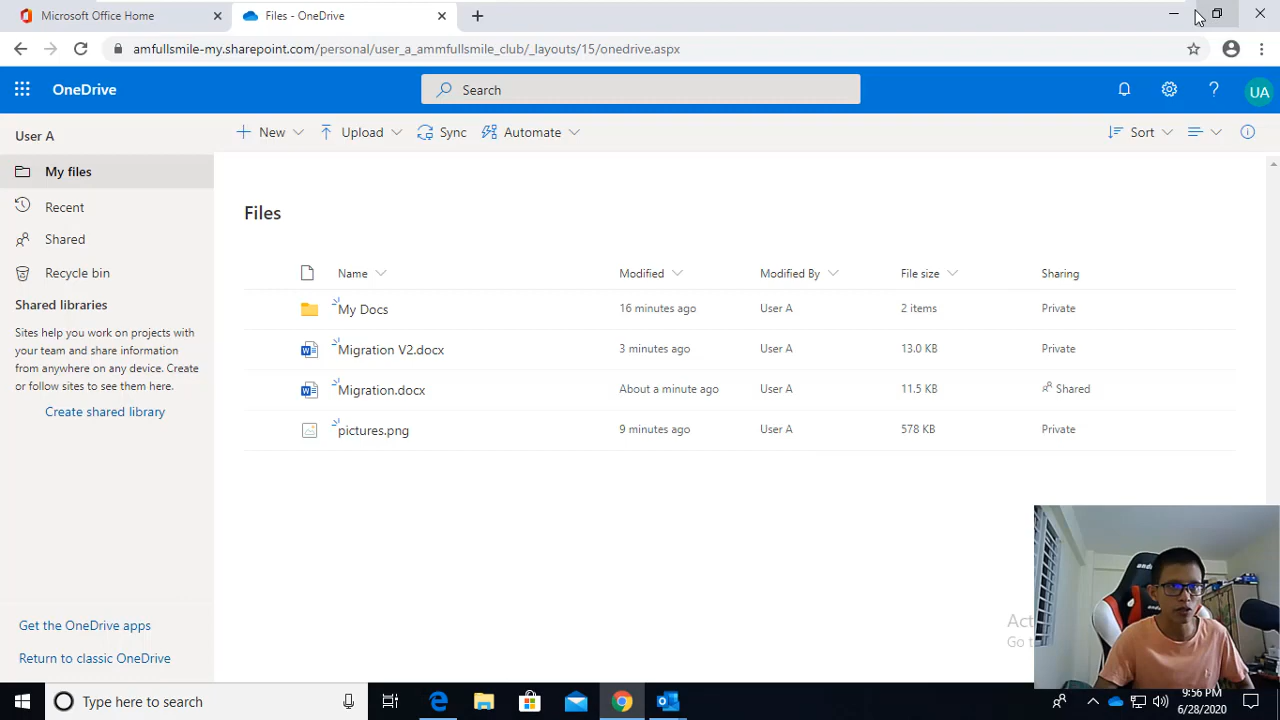 Microsoft Office Home
Files - OneDrive
amfullsmile-my.sharepoint.com/personal/user_a_ammfullsmile_club/_layouts/15/onedrive.aspx
OneDrive
Search
UA
User A
New
Upload
Sync
Automate
Sort
My files
Recent
Shared
Recycle bin
Shared libraries
Sites help you work on projects with
your team and share information
from anywhere on any device. Create
or follow sites to see them here.
Create shared library
Get the OneDrive apps
Return to classic OneDrive
Files
Name Modified Modified By File size Sharing
My Docs 16 minutes ago User A 2 items Private
Migration V2.docx 3 minutes ago User A 13.0 KB Private
Migration.docx About a minute ago User A 11.5 KB Shared
pictures.png 9 minutes ago User A 578 KB Private
Type here to search
9:56 PM
6/28/2020